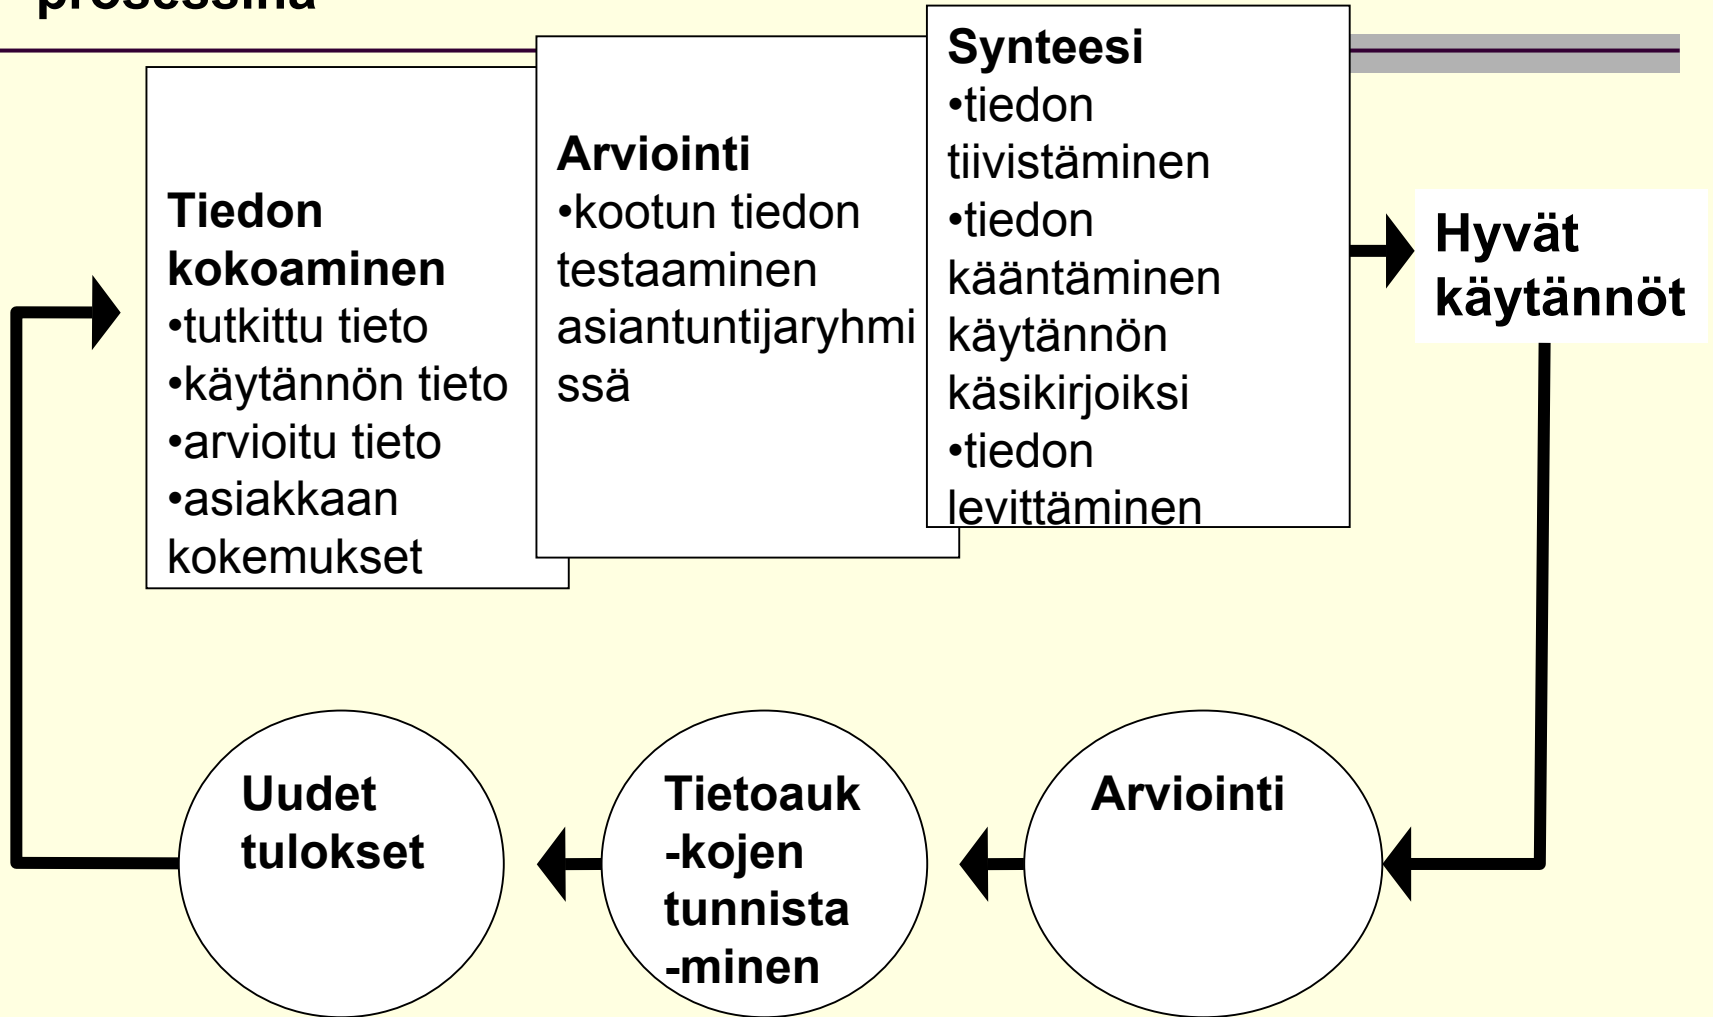 prosessina
Tiedon
kokoaminen
•tutkittu tieto
•käytännön tieto
•arvioitu tieto
•asiakkaan
kokemukset
Arviointi
•kootun tiedon
testaaminen
asiantuntijaryhmi
ssä
Synteesi
•tiedon
tiivistäminen
•tiedon
kääntäminen
käytännön
käsikirjoiksi
•tiedon
levittäminen
Hyvät
käytännöt
Uudet
tulokset
Tietoauk
-kojen
tunnista
-minen
Arviointi